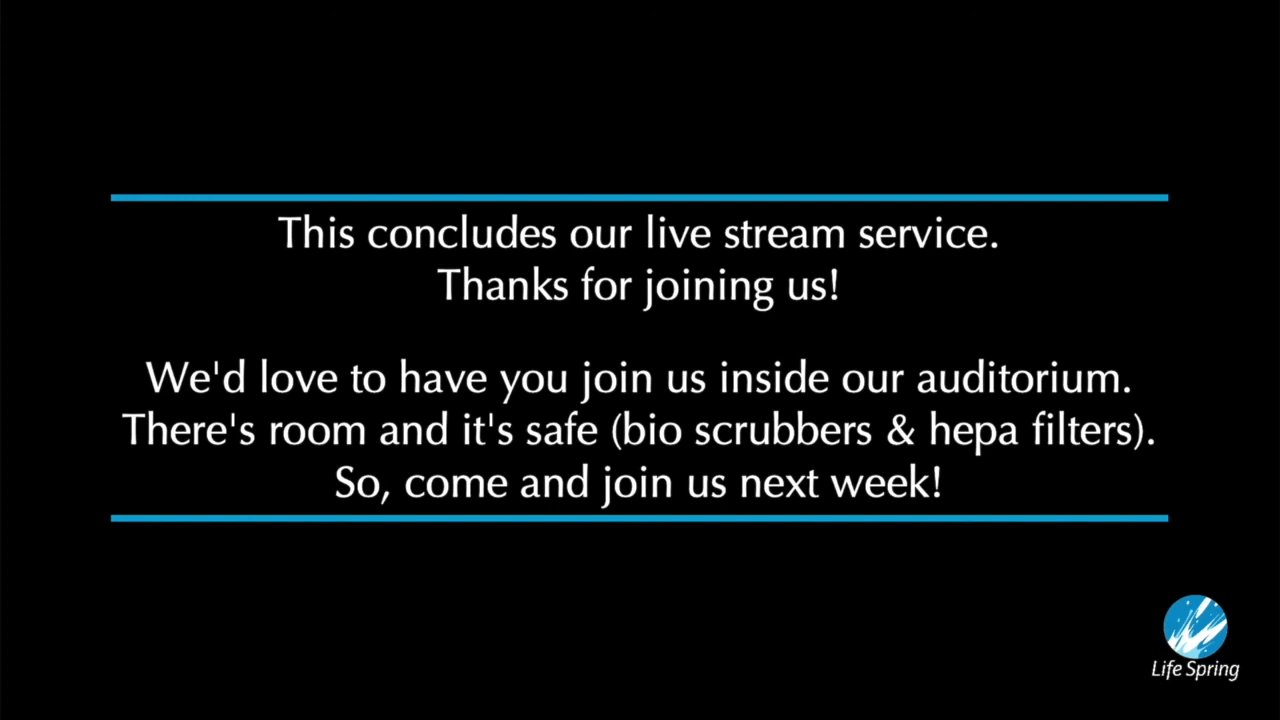 This concludes our live stream service.
Thanks for joining us!
We'd love to have you join us inside our auditorium.
There's room and it's safe (bio scrubbers & hepa filters).
So, come and join us next week!
Life Spring